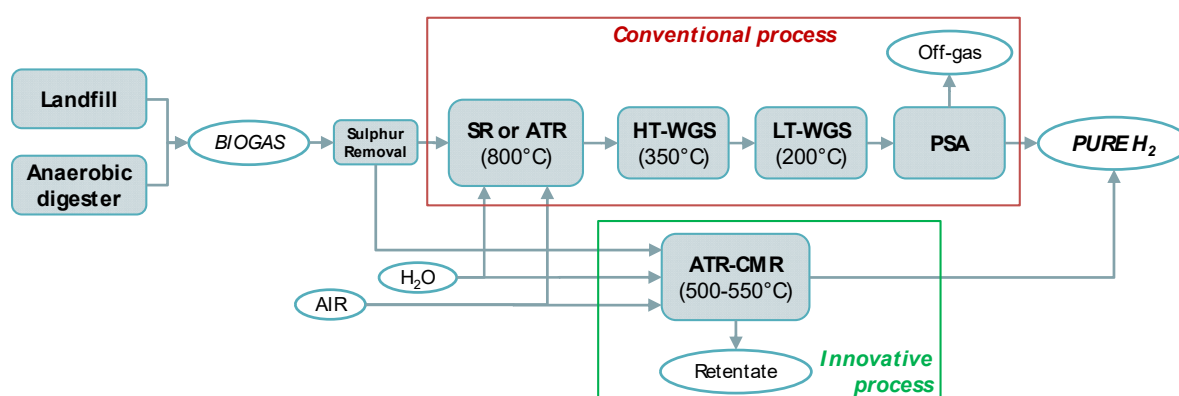 Conventional process
Off-gas
Landfill
BIOGAS
Sulphur
Removal
SR or ATR
(800°C)
HT-WGS
(350°C)
LT-WGS
(200°C)
PSA
PURE H₂
Anaerobic
digester
H₂O
AIR
ATR-CMR
(500-550°C)
Retentate
Innovative
process